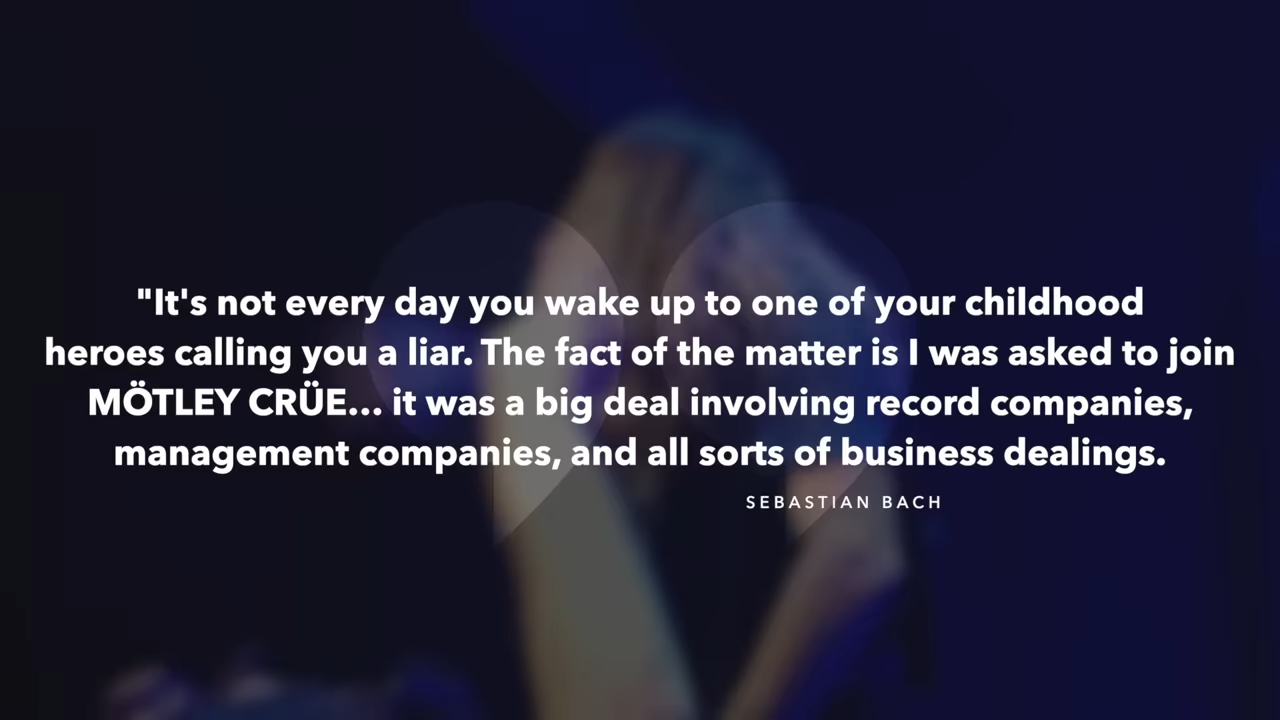 "It's not every day you wake up to one of your childhood
heroes calling you a liar. The fact of the matter is I was asked to join
MÖTLEY CRÜE... it was a big deal involving record companies,
management companies, and all sorts of business dealings.
SEBASTIAN BACH